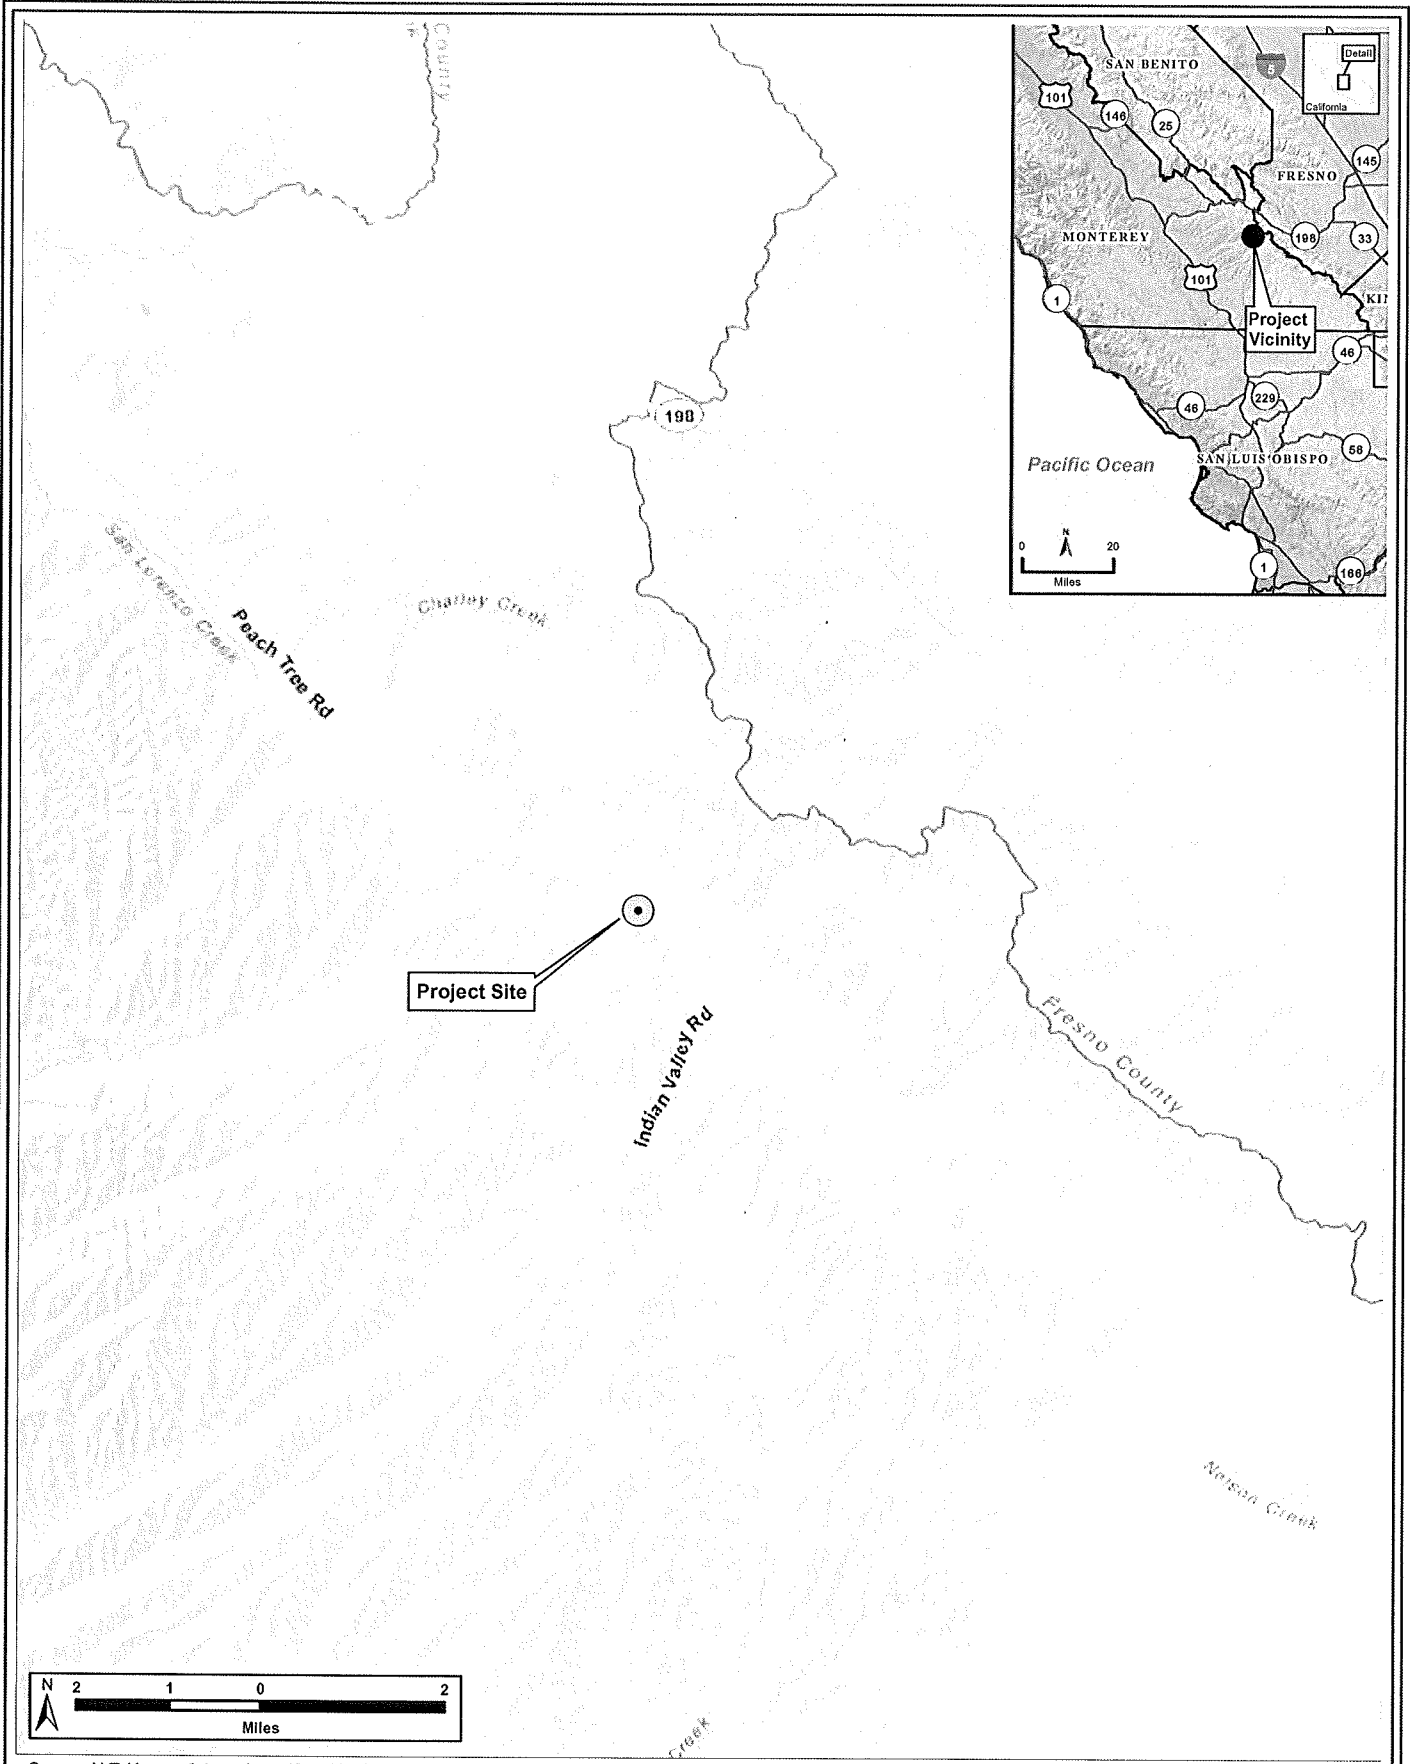 County
SAN BENITO
5
Detail
California
101
146
25
145
FRESNO
MONTEREY
198
33
101
1
KIN
Project
Vicinity
46
229
46
58
SAN LUIS OBISPO
Pacific Ocean
N
0 20
Miles
1
166
198
San Lorenzo Creek
Peach Tree Rd
Creek
Project Site
Indian Valley Rd
Fresno County
Nelson Creek
N
2 1 0 2
Miles
Creek